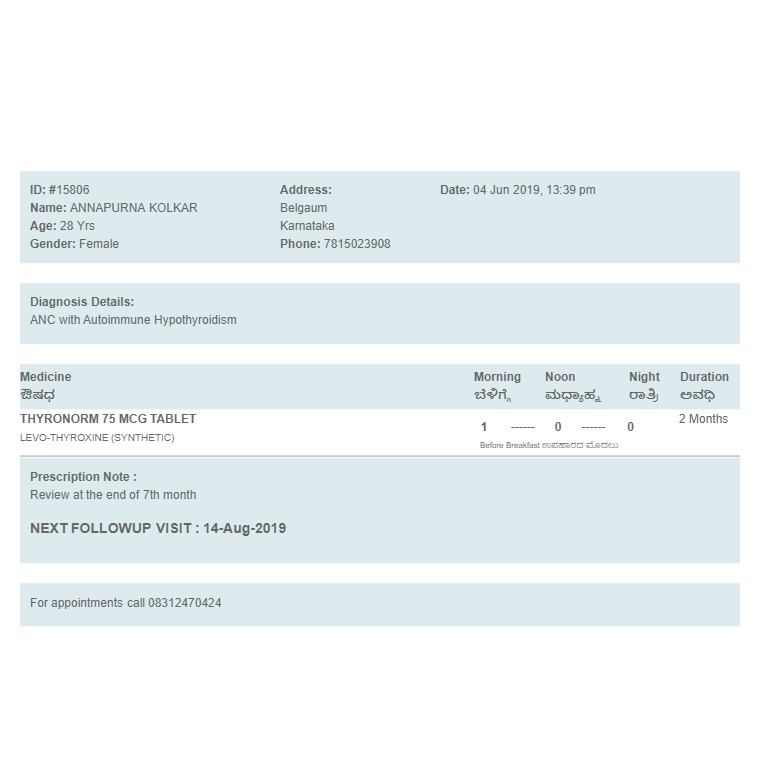 ID: #15806
Name: ANNAPURNA KOLKAR
Age: 28 Yrs
Gender: Female
Address:
Belgaum
Karnataka
Phone: 7815023908
Date: 04 Jun 2019, 13:39 pm
Diagnosis Details:
ANC with Autoimmune Hypothyroidism
Medicine Morning Noon Night Duration
ಔಷಧ ಬೆಳಿಗ್ಗೆ ಮಧ್ಯಾಹ್ನ ರಾತ್ರಿ ಅವಧಿ
THYRONORM 75 MCG TABLET 2 Months
1 ------ 0 ------ 0
LEVO-THYROXINE (SYNTHETIC)
Before Breakfast ಉಪಹಾರದ ಮೊದಲು
Prescription Note :
Review at the end of 7th month
NEXT FOLLOWUP VISIT : 14-Aug-2019
For appointments call 08312470424